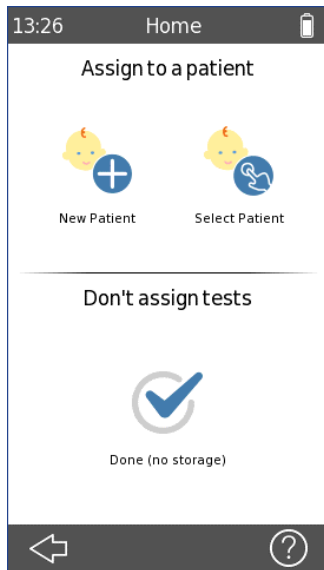 13:26 Home
Assign to a patient
New Patient Select Patient
Don't assign tests
Done (no storage)
?